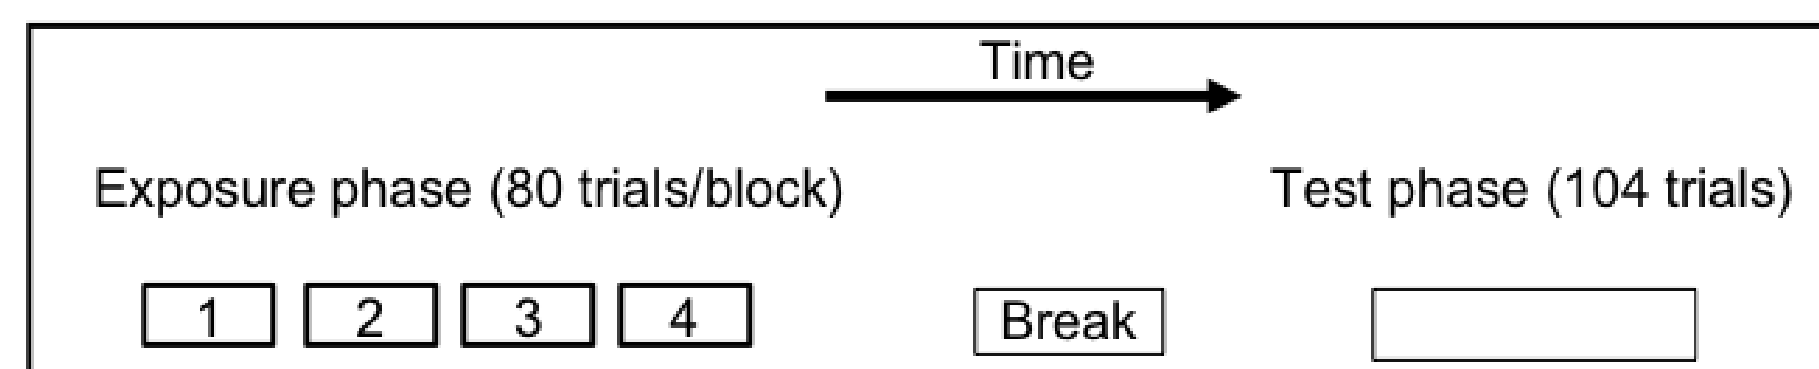 Time
Exposure phase (80 trials/block)
Test phase (104 trials)
1
2
3
4
Break